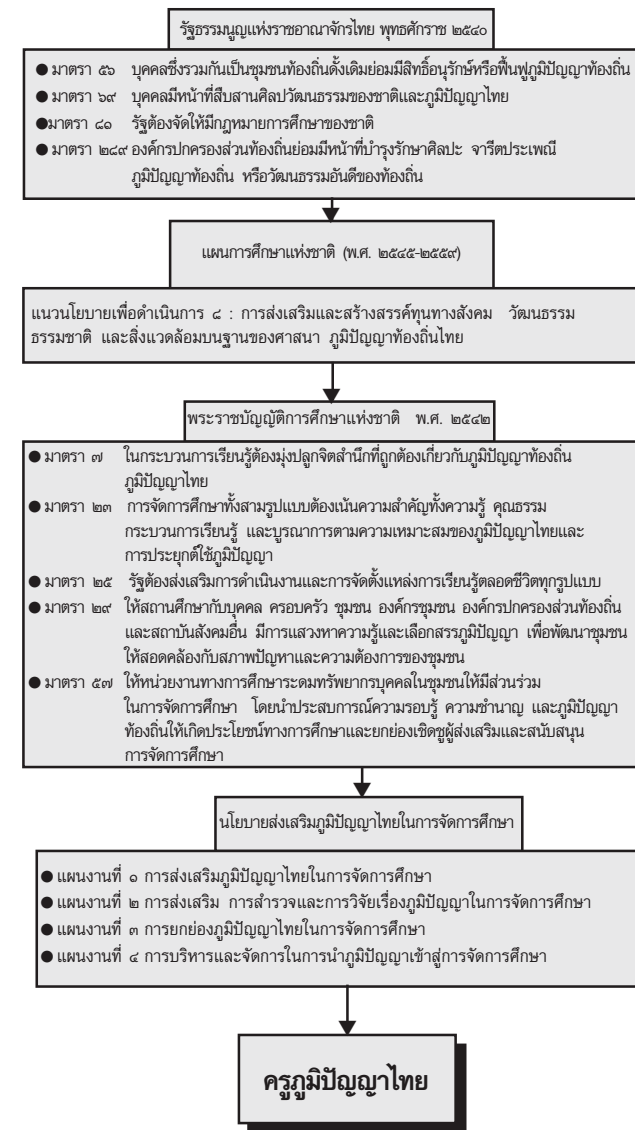 รัฐธรรมนูญแห่งราชอาณาจักรไทย พุทธศักราช ๒๕๔๐
● มาตรา ๕๖ บุคคลซึ่งรวมกันเป็นชุมชนท้องถิ่นดั้งเดิมย่อมมีสิทธิ์อนุรักษ์หรือฟื้นฟูภูมิปัญญาท้องถิ่น
● มาตรา ๖๙ บุคคลมีหน้าที่สืบสานศิลปวัฒนธรรมของชาติและภูมิปัญญาไทย
●มาตรา ๘๑ รัฐต้องจัดให้มีกฎหมายการศึกษาของชาติ
● มาตรา ๒๘๙ องค์กรปกครองส่วนท้องถิ่นย่อมมีหน้าที่บำรุงรักษาศิลปะ จารีตประเพณี
ภูมิปัญญาท้องถิ่น หรือวัฒนธรรมอันดีของท้องถิ่น
แผนการศึกษาแห่งชาติ (พ.ศ. ๒๕๔๕-๒๕๕๙)
แนวนโยบายเพื่อดำเนินการ ๘ : การส่งเสริมและสร้างสรรค์ทุนทางสังคม วัฒนธรรม
ธรรมชาติ และสิ่งแวดล้อมบนฐานของศาสนา ภูมิปัญญาท้องถิ่นไทย
พระราชบัญญัติการศึกษาแห่งชาติ พ.ศ. ๒๕๔๒
● มาตรา ๗ ในกระบวนการเรียนรู้ต้องมุ่งปลูกจิตสำนึกที่ถูกต้องเกี่ยวกับภูมิปัญญาท้องถิ่น
ภูมิปัญญาไทย
● มาตรา ๒๓ การจัดการศึกษาทั้งสามรูปแบบต้องเน้นความสำคัญทั้งความรู้ คุณธรรม
กระบวนการเรียนรู้ และบูรณาการตามความเหมาะสมของภูมิปัญญาไทยและ
การประยุกต์ใช้ภูมิปัญญา
● มาตรา ๒๕ รัฐต้องส่งเสริมการดำเนินงานและการจัดตั้งแหล่งการเรียนรู้ตลอดชีวิตทุกรูปแบบ
● มาตรา ๒๙ ให้สถานศึกษากับบุคคล ครอบครัว ชุมชน องค์กรชุมชน องค์กรปกครองส่วนท้องถิ่น
และสถาบันสังคมอื่น มีการแสวงหาความรู้และเลือกสรรภูมิปัญญา เพื่อพัฒนาชุมชน
ให้สอดคล้องกับสภาพปัญหาและความต้องการของชุมชน
● มาตรา ๕๗ ให้หน่วยงานทางการศึกษาระดมทรัพยากรบุคคลในชุมชนให้มีส่วนร่วม
ในการจัดการศึกษา โดยนำประสบการณ์ความรอบรู้ ความชำนาญ และภูมิปัญญา
ท้องถิ่นให้เกิดประโยชน์ทางการศึกษาและยกย่องเชิดชูผู้ส่งเสริมและสนับสนุน
การจัดการศึกษา
นโยบายส่งเสริมภูมิปัญญาไทยในการจัดการศึกษา
● แผนงานที่ ๑ การส่งเสริมภูมิปัญญาไทยในการจัดการศึกษา
● แผนงานที่ ๒ การส่งเสริม การสำรวจและการวิจัยเรื่องภูมิปัญญาในการจัดการศึกษา
● แผนงานที่ ๓ การยกย่องภูมิปัญญาไทยในการจัดการศึกษา
● แผนงานที่ ๔ การบริหารและจัดการในการนำภูมิปัญญาเข้าสู่การจัดการศึกษา
ครูภูมิปัญญาไทย